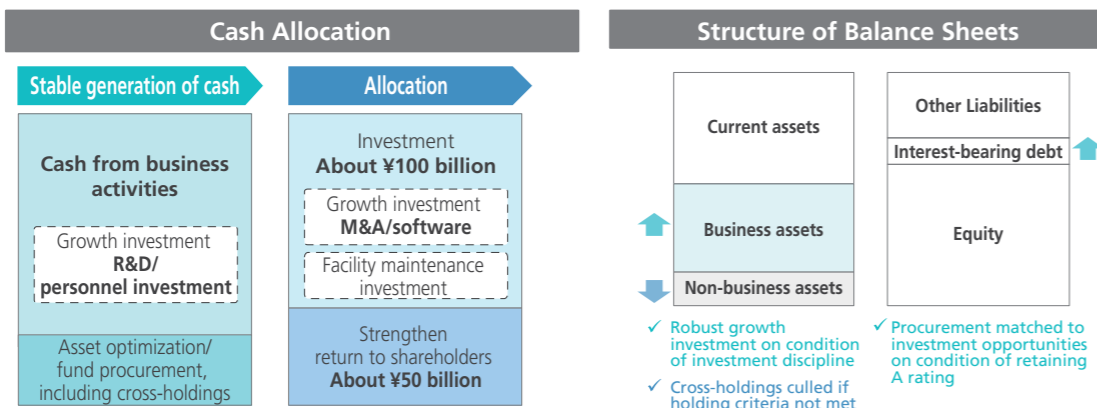 Cash Allocation
Stable generation of cash
Allocation
Cash from business
activities
Growth investment
R&D/
personnel investment
Asset optimization/
fund procurement,
including cross-holdings
Investment
About ¥100 billion
Growth investment
M&A/software
Facility maintenance
investment
Strengthen
return to shareholders
About ¥50 billion
Structure of Balance Sheets
Current assets
Business assets
Non-business assets
Other Liabilities
Interest-bearing debt
Equity
✓ Robust growth
investment on condition
of investment discipline
✓ Cross-holdings culled if
holding criteria not met
✓ Procurement matched to
investment opportunities
on condition of retaining
A rating